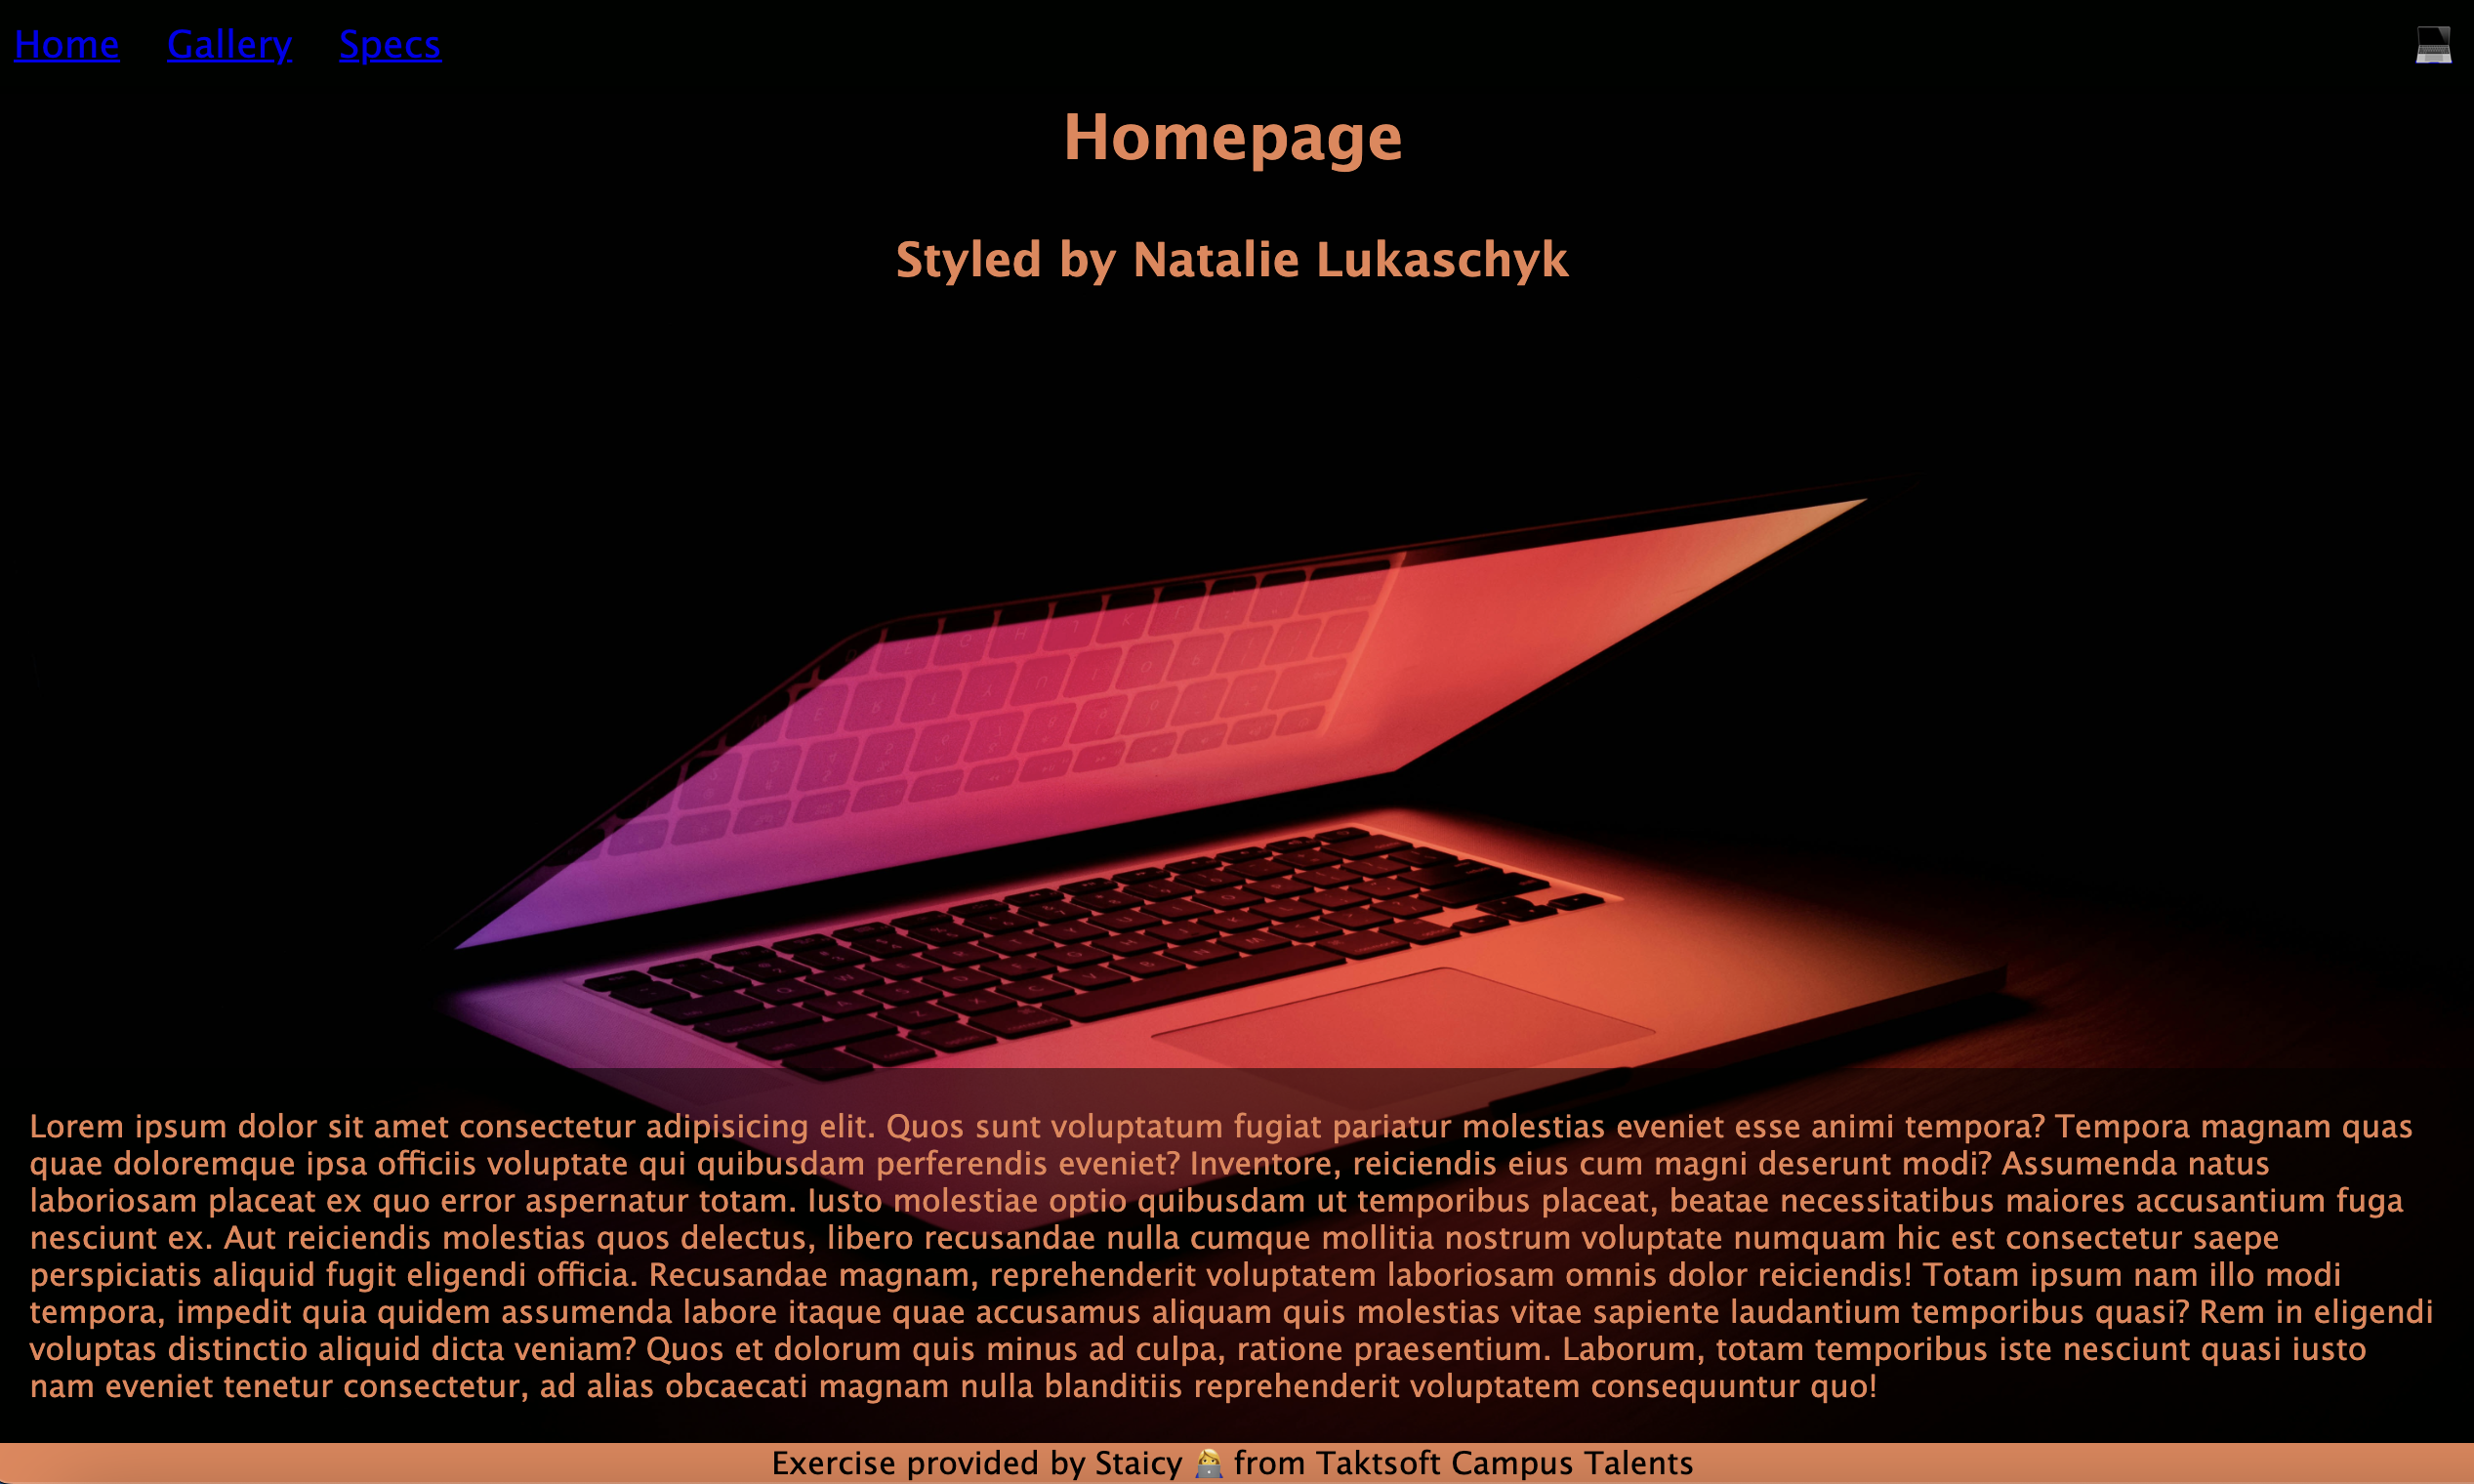 Home Gallery Specs 💻
Homepage
Styled by Natalie Lukaschyk
Lorem ipsum dolor sit amet consectetur adipisicing elit. Quos sunt voluptatum fugiat pariatur molestias eveniet esse animi tempora? Tempora magnam quas
quae doloremque ipsa officiis voluptate qui quibusdam perferendis eveniet? Inventore, reiciendis eius cum magni deserunt modi? Assumenda natus
laboriosam placeat ex quo error aspernatur totam. Iusto molestiae optio quibusdam ut temporibus placeat, beatae necessitatibus maiores accusantium fuga
nesciunt ex. Aut reiciendis molestias quos delectus, libero recusandae nulla cumque mollitia nostrum voluptate numquam hic est consectetur saepe
perspiciatis aliquid fugit eligendi officia. Recusandae magnam, reprehenderit voluptatem laboriosam omnis dolor reiciendis! Totam ipsum nam illo modi
tempora, impedit quia quidem assumenda labore itaque quae accusamus aliquam quis molestias vitae sapiente laudantium temporibus quasi? Rem in eligendi
voluptas distinctio aliquid dicta veniam? Quos et dolorum quis minus ad culpa, ratione praesentium. Laborum, totam temporibus iste nesciunt quasi iusto
nam eveniet tenetur consectetur, ad alias obcaecati magnam nulla blanditiis reprehenderit voluptatem consequuntur quo!
Exercise provided by Staicy 👩‍💻 from Taktsoft Campus Talents